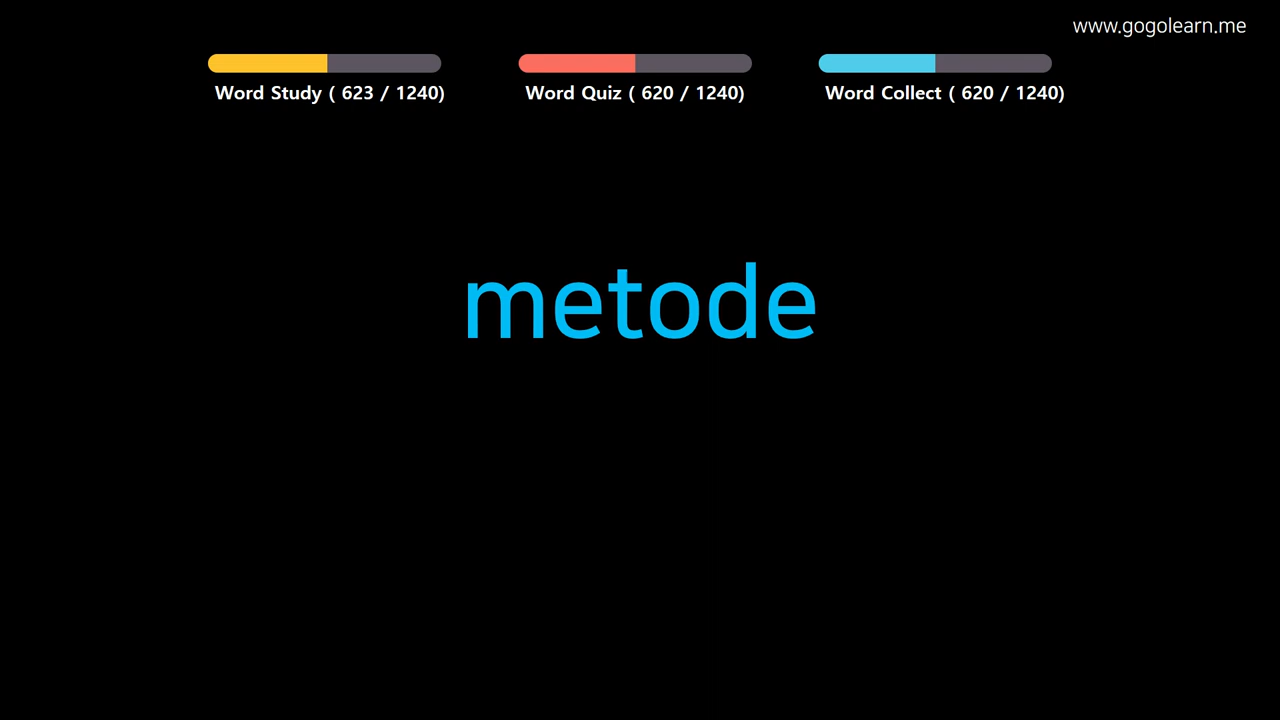 www.gogolearn.me
Word Study ( 623 / 1240)
Word Quiz ( 620 / 1240)
Word Collect ( 620 / 1240)
metode